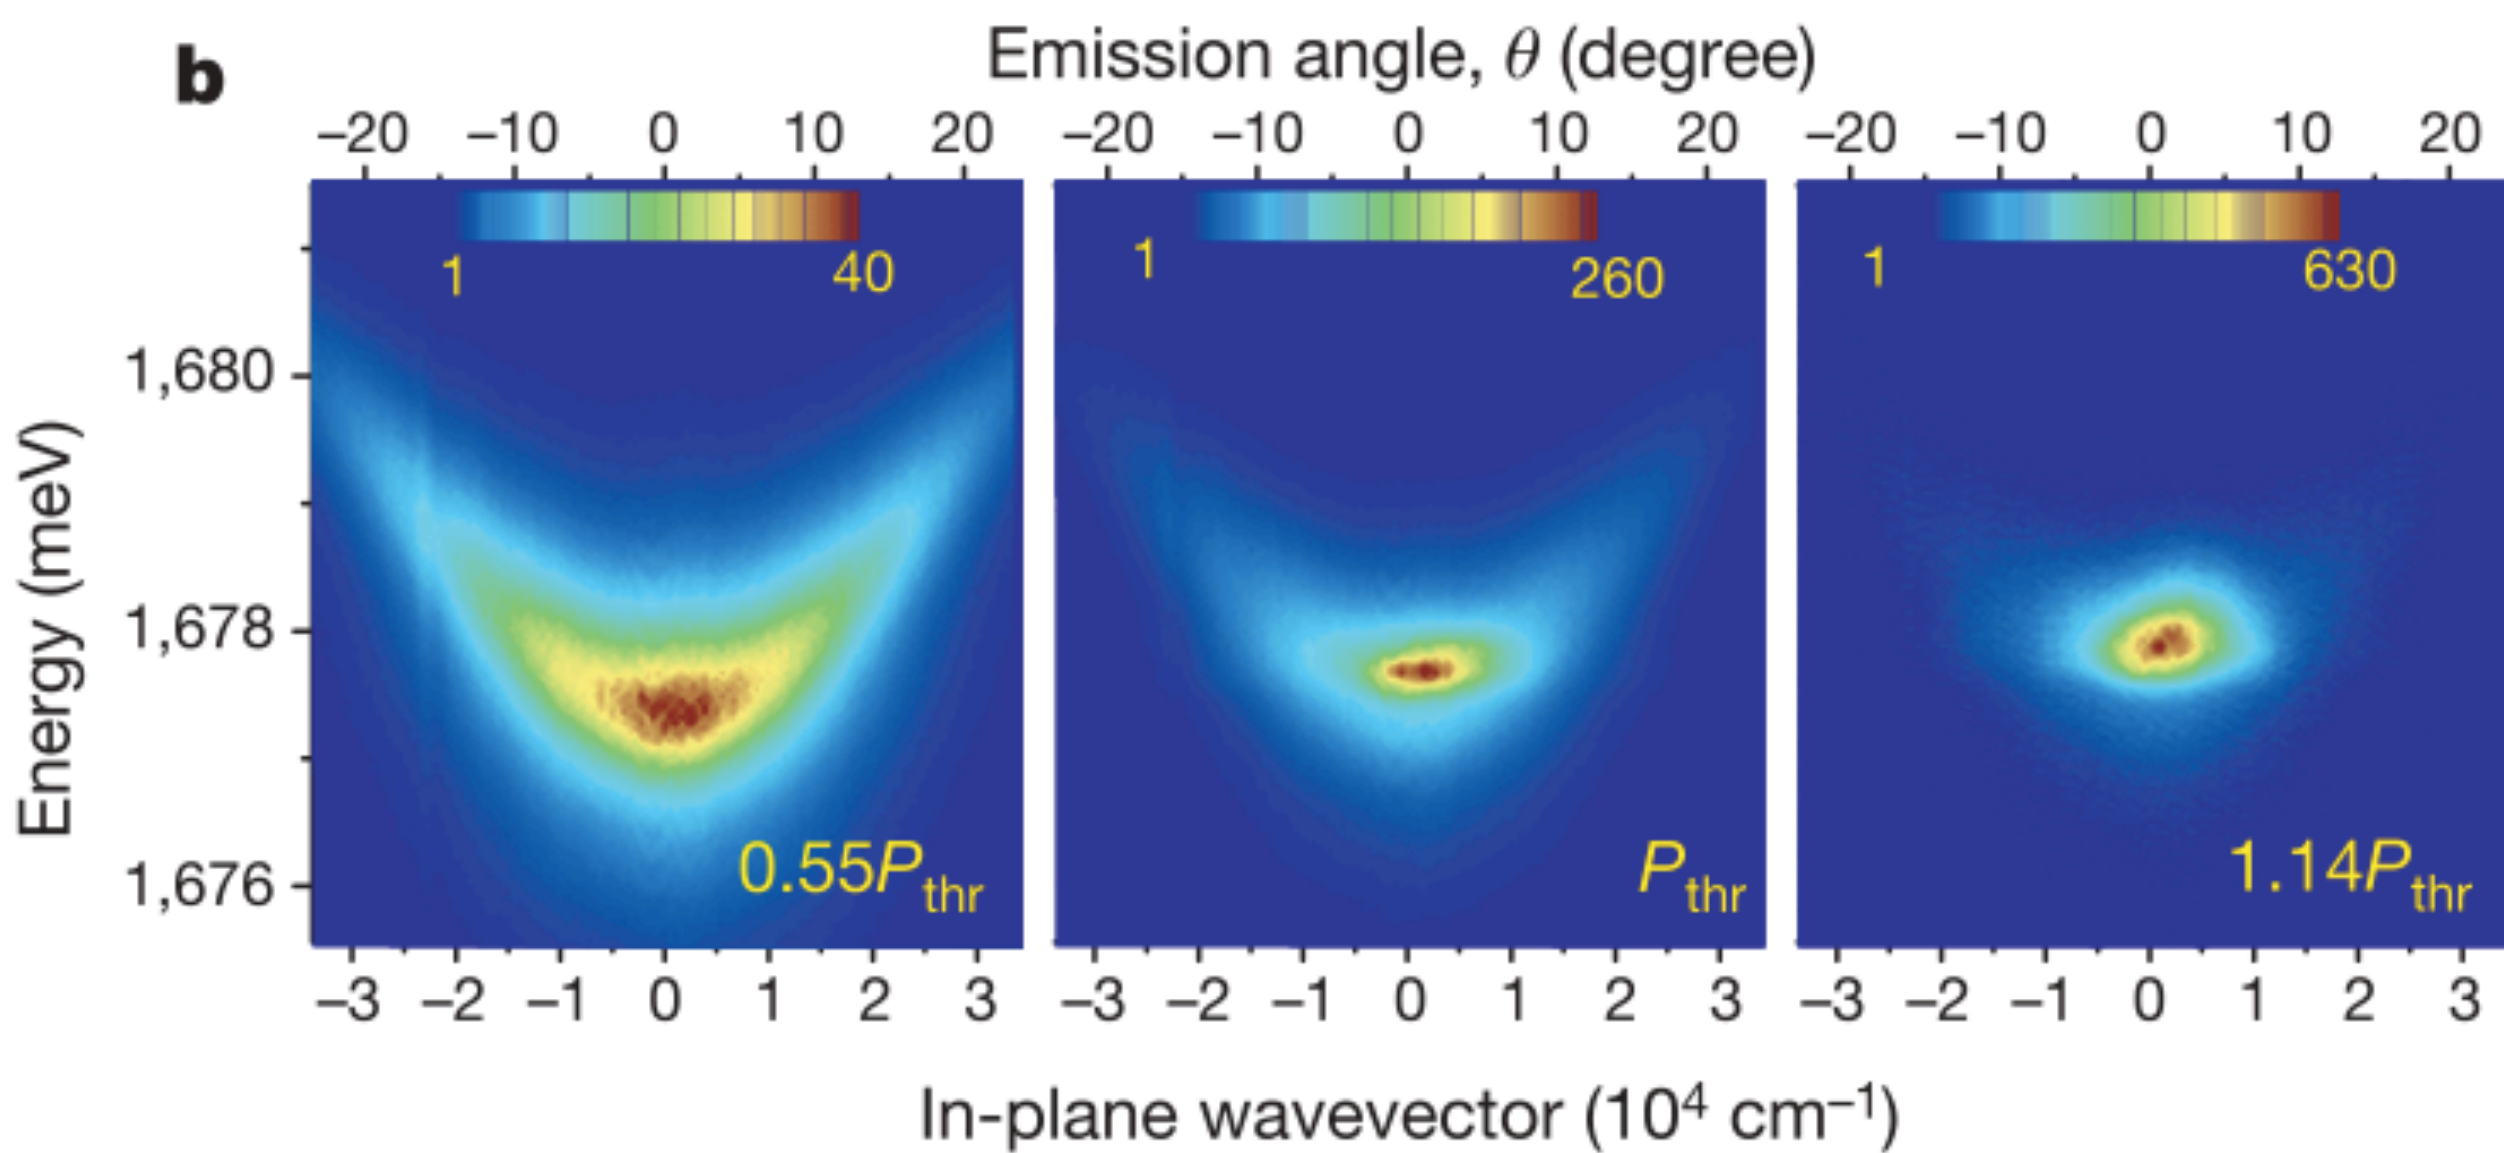 b
Emission angle, θ (degree)
–20 –10 0 10 20 –20 –10 0 10 20 –20 –10 0 10 20
1 40 1 260 1 630
Energy (meV)
1,680
1,678
1,676
0.55Pthr Pthr 1.14Pthr
–3 –2 –1 0 1 2 3 –3 –2 –1 0 1 2 3 –3 –2 –1 0 1 2 3
In-plane wavevector (10⁴ cm⁻¹)